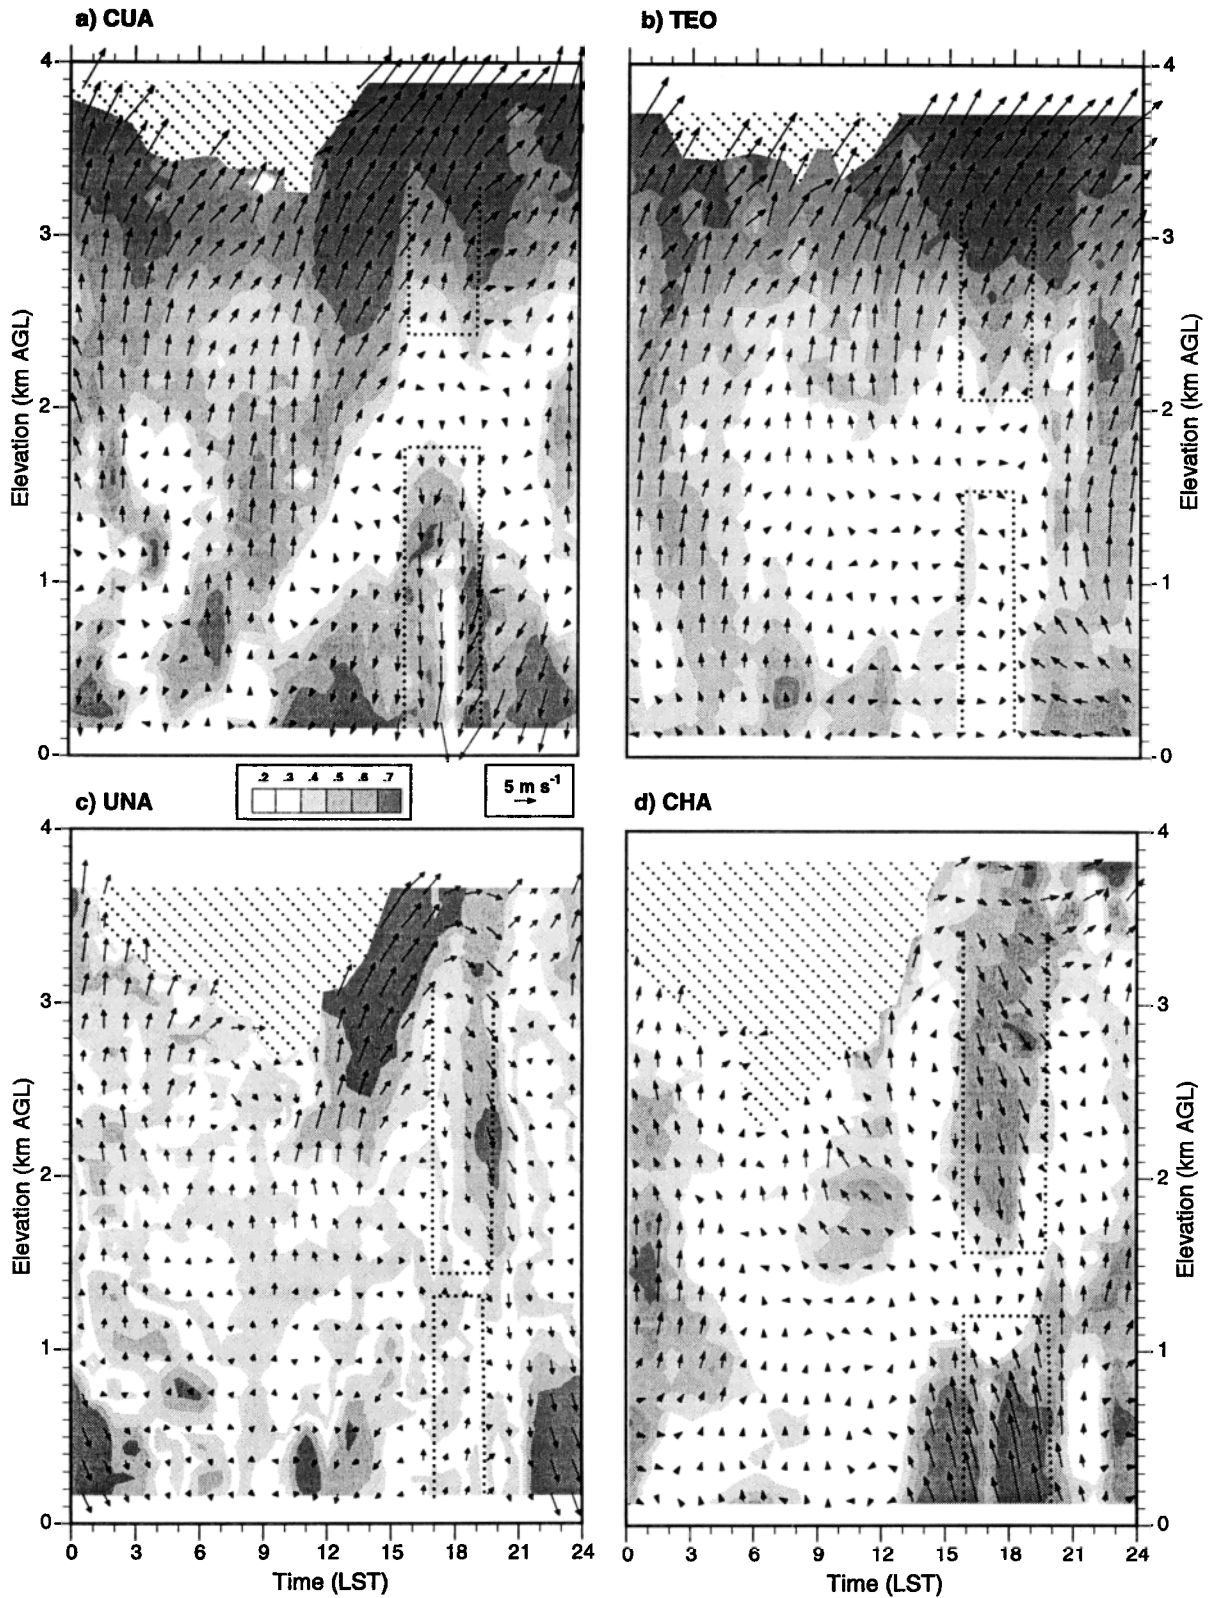 a) CUA
b) TEO
4
3
2
1
0
Elevation (km AGL)
4
3
2
1
0
Elevation (km AGL)
.2 .3 .4 .5 .6 .7
5 m s⁻¹
c) UNA
d) CHA
4
3
2
1
0
Elevation (km AGL)
4
3
2
1
0
Elevation (km AGL)
0 3 6 9 12 15 18 21 24
Time (LST)
0 3 6 9 12 15 18 21 24
Time (LST)